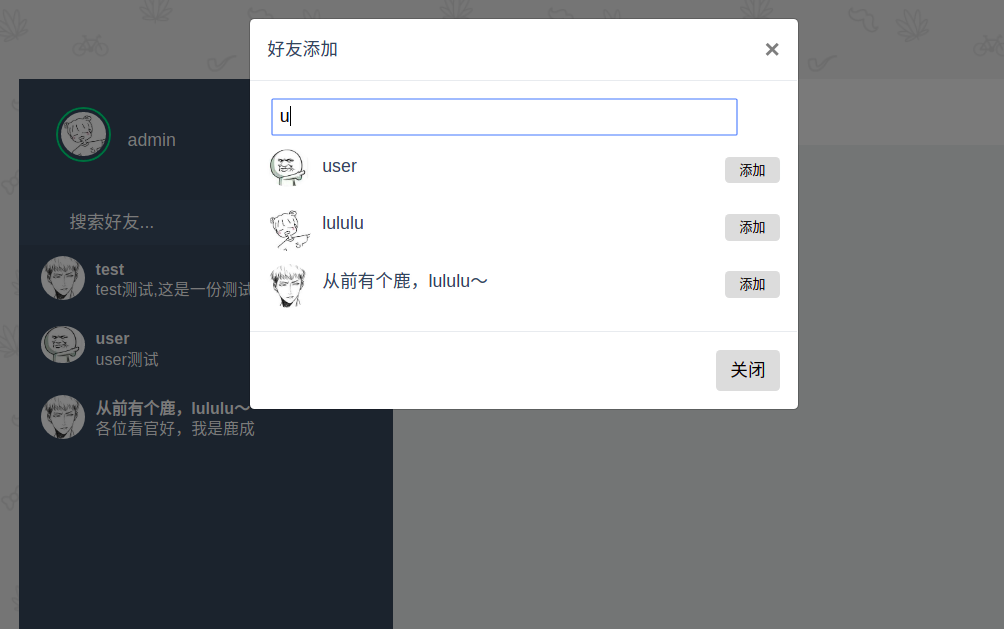 好友添加
×
u
user
添加
lululu
添加
从前有个鹿，lululu～
添加
关闭
admin
搜索好友...
test
test测试,这是一份测试
user
user测试
从前有个鹿，lululu～
各位看官好，我是鹿成